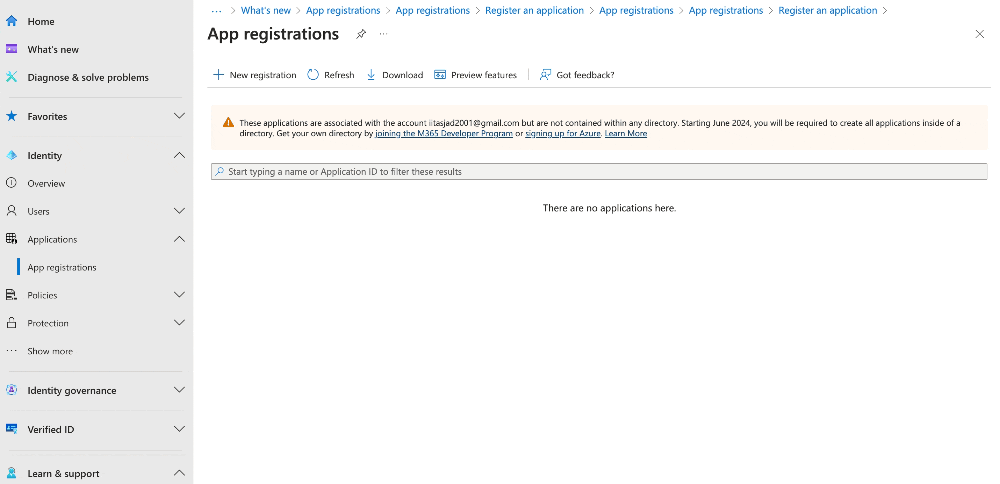 ... What's new App registrations App registrations Register an application App registrations App registrations Register an application
App registrations ...
New registration Refresh Download Preview features Got feedback?
These applications are associated with the account iitasjad2001@gmail.com but are not contained within any directory. Starting June 2024, you will be required to create all applications inside of a
directory. Get your own directory by joining the M365 Developer Program or signing up for Azure. Learn More
Start typing a name or Application ID to filter these results
There are no applications here.
Home
What's new
Diagnose & solve problems
Favorites
Identity
Overview
Users
Applications
App registrations
Policies
Protection
... Show more
Identity governance
Verified ID
Learn & support